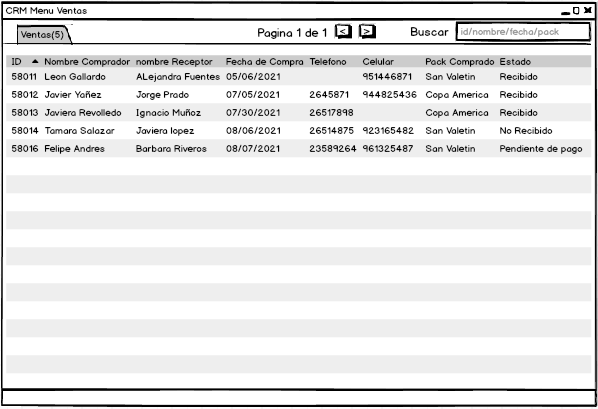 CRM Menu Ventas
Ventas(5) Pagina 1 de 1 < > Buscar id/nombre/fecha/pack
ID Nombre Comprador nombre Receptor Fecha de Compra Telefono Celular Pack Comprado Estado
58011 Leon Gallardo ALejandra Fuentes 05/06/2021 951446871 San Valetin Recibido
58012 Javier Yañez Jorge Prado 07/05/2021 2645871 944825436 Copa America Recibido
58013 Javiera Revolledo Ignacio Muñoz 07/30/2021 26517898 Copa America Recibido
58014 Tamara Salazar Javiera lopez 08/06/2021 26514875 923165482 San Valetin No Recibido
58016 Felipe Andres Barbara Riveros 08/07/2021 23589264 961325487 San Valetin Pendiente de pago